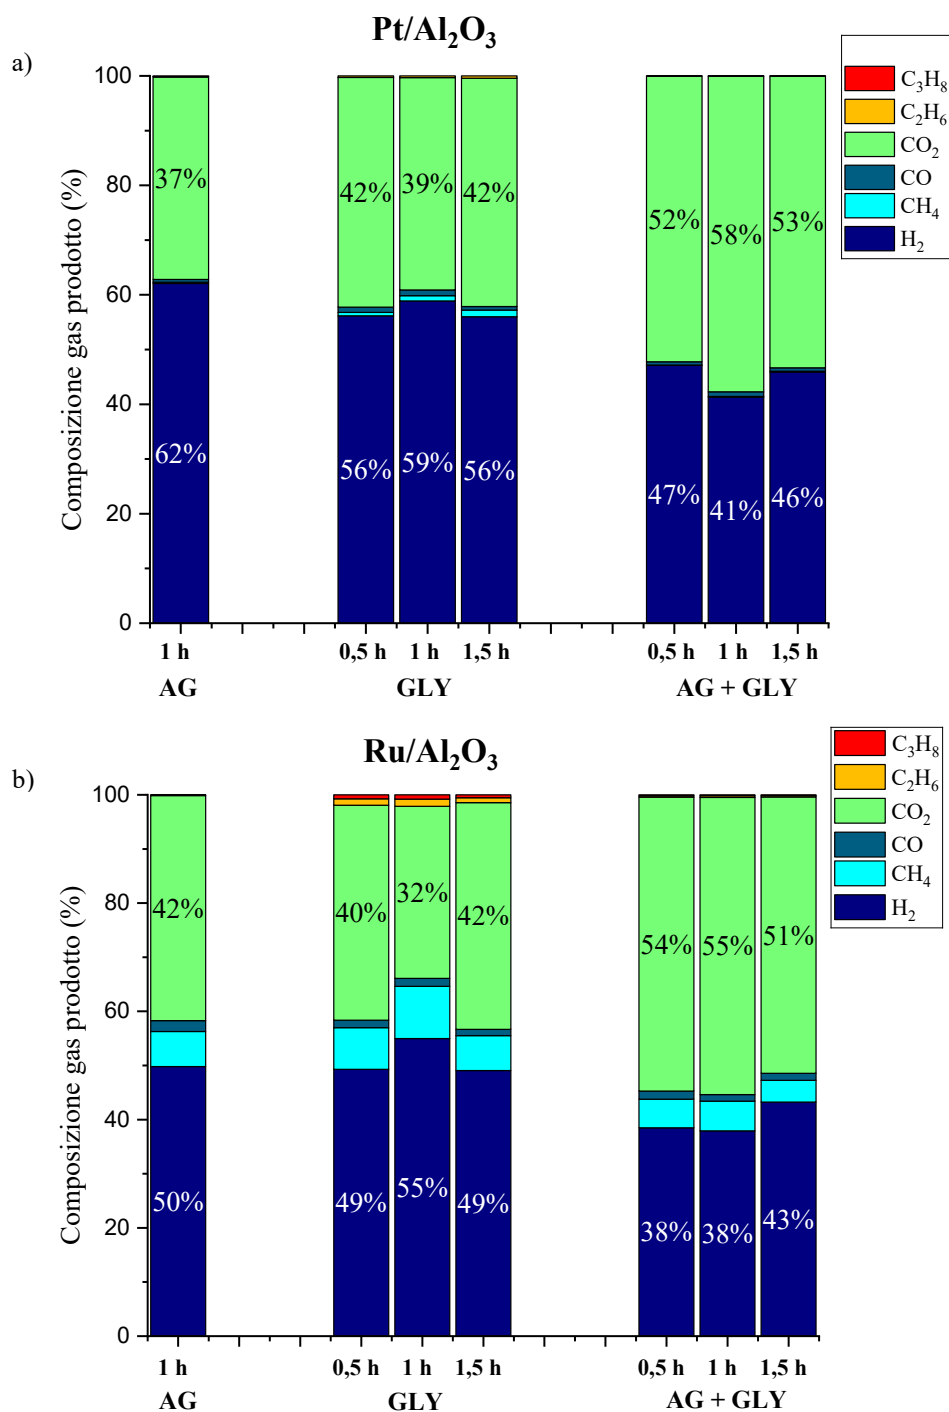 Pt/Al₂O₃
a)
C₃H₈
C₂H₆
CO₂
CO
CH₄
H₂
Composizione gas prodotto (%)
100
80
60
40
20
0
37%
42%
39%
42%
52%
58%
53%
62%
56%
59%
56%
47%
41%
46%
1 h
0,5 h
1 h
1,5 h
0,5 h
1 h
1,5 h
AG
GLY
AG + GLY
Ru/Al₂O₃
b)
C₃H₈
C₂H₆
CO₂
CO
CH₄
H₂
Composizione gas prodotto (%)
100
80
60
40
20
0
42%
40%
32%
42%
54%
55%
51%
50%
49%
55%
49%
38%
38%
43%
1 h
0,5 h
1 h
1,5 h
0,5 h
1 h
1,5 h
AG
GLY
AG + GLY